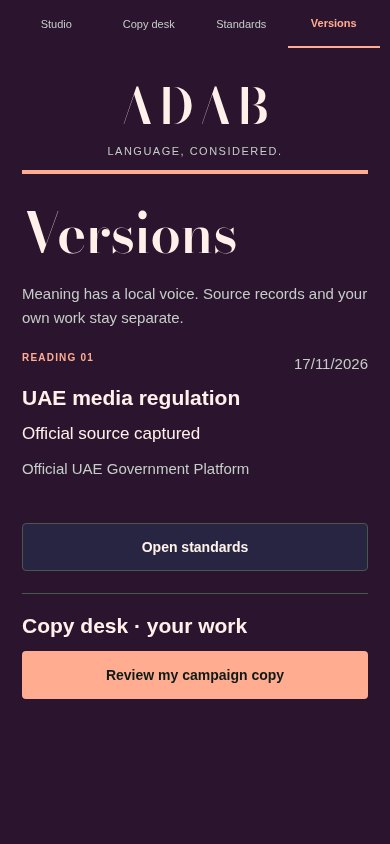 Studio
Copy desk
Standards
Versions
ADAB
LANGUAGE, CONSIDERED.
Versions
Meaning has a local voice. Source records and your
own work stay separate.
READING 01
17/11/2026
UAE media regulation
Official source captured
Official UAE Government Platform
Open standards
Copy desk · your work
Review my campaign copy